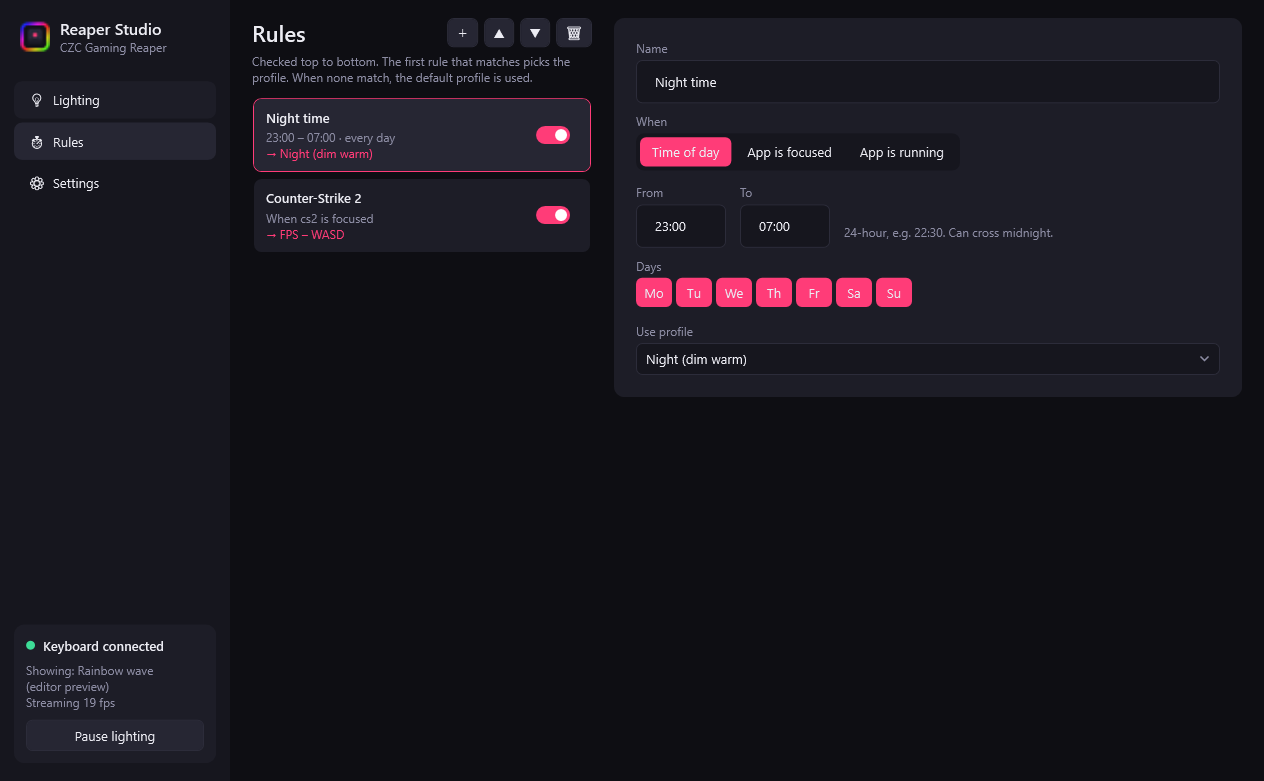 Reaper Studio
CZC Gaming Reaper
Lighting
Rules
Settings
Keyboard connected
Showing: Rainbow wave
(editor preview)
Streaming 19 fps
Pause lighting
Rules
+ ▲ ▼
Checked top to bottom. The first rule that matches picks the
profile. When none match, the default profile is used.
Night time
23:00 – 07:00 · every day
→ Night (dim warm)
Counter-Strike 2
When cs2 is focused
→ FPS – WASD
Name
Night time
When
Time of day App is focused App is running
From To
23:00 07:00 24-hour, e.g. 22:30. Can cross midnight.
Days
Mo Tu We Th Fr Sa Su
Use profile
Night (dim warm)